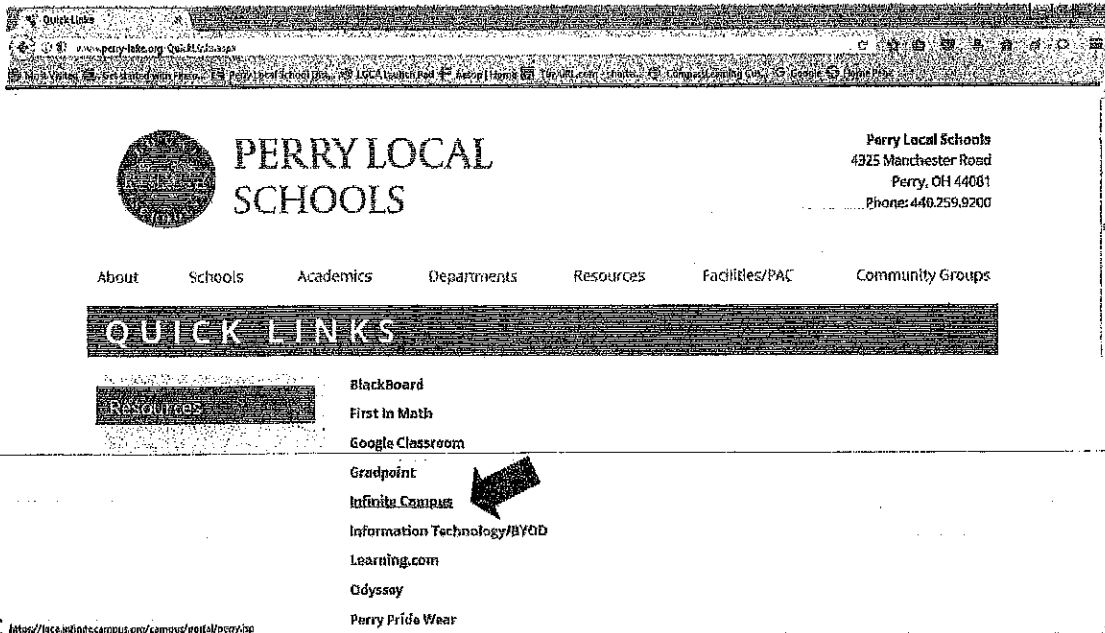 Quick Links
PERRY LOCAL
SCHOOLS
Perry Local Schools
4325 Manchester Road
Perry, OH 44081
Phone: 440.259.9200
About Schools Academics Departments Resources Facilities/PAC Community Groups
QUICK LINKS
Resources
BlackBoard
First in Math
Google Classroom
Gradpoint
Infinite Campus
Information Technology/BYOD
Learning.com
Odyssey
Perry Pride Wear